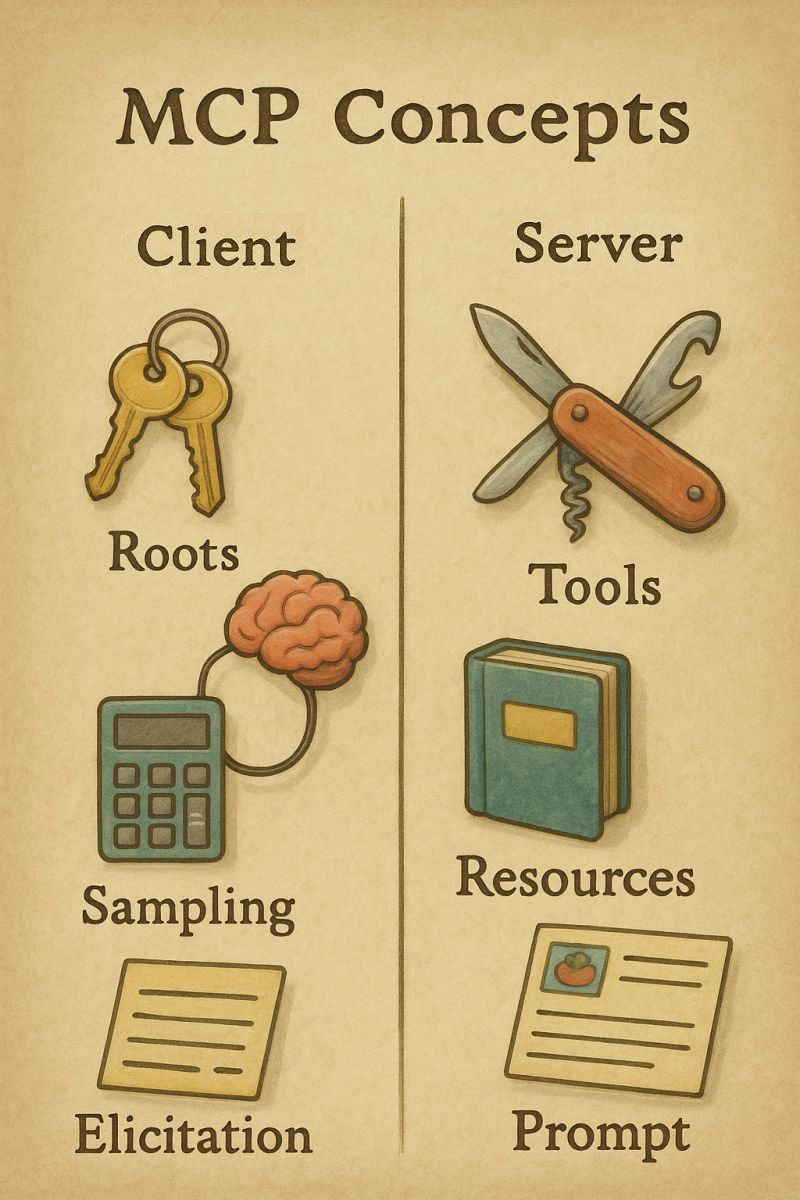 MCP Concepts
Client
Roots
Sampling
Elicitation
Server
Tools
Resources
Prompt